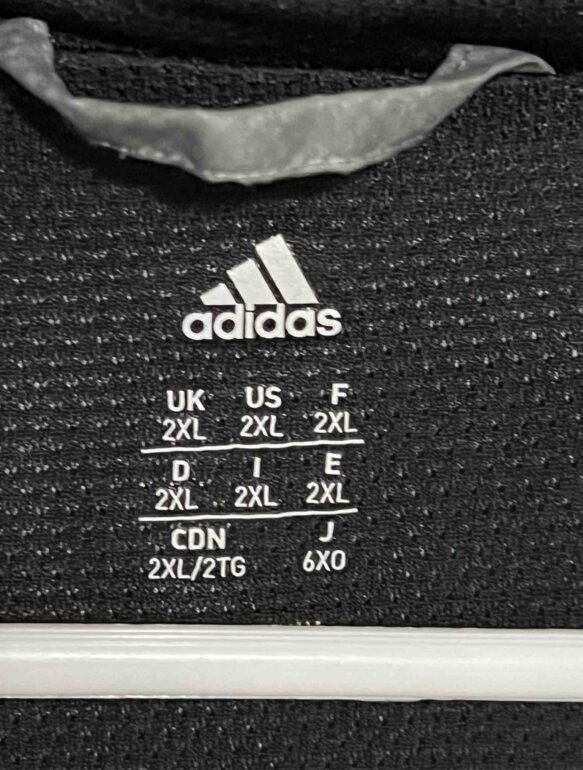 adidas
UK US F
2XL 2XL 2XL
D I E
2XL 2XL 2XL
CDN J
2XL/2TG 6XO